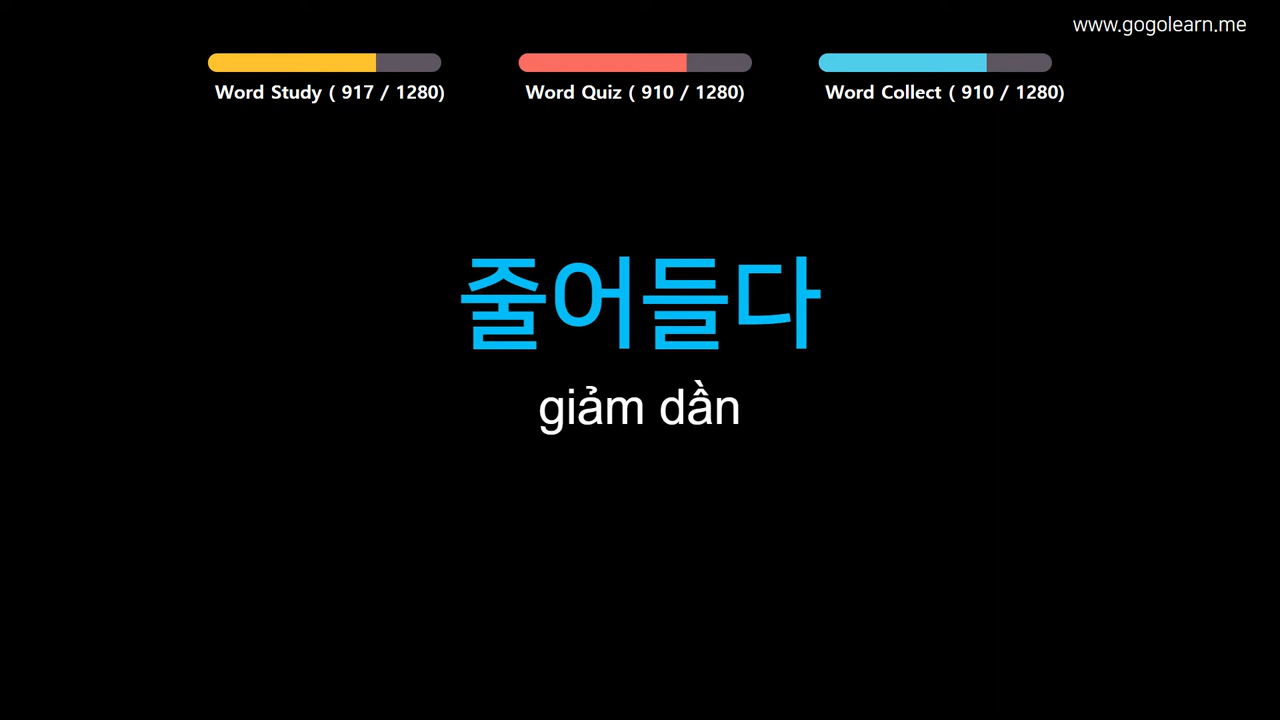 www.gogolearn.me
Word Study ( 917 / 1280)
Word Quiz ( 910 / 1280)
Word Collect ( 910 / 1280)
줄어들다
giảm dần